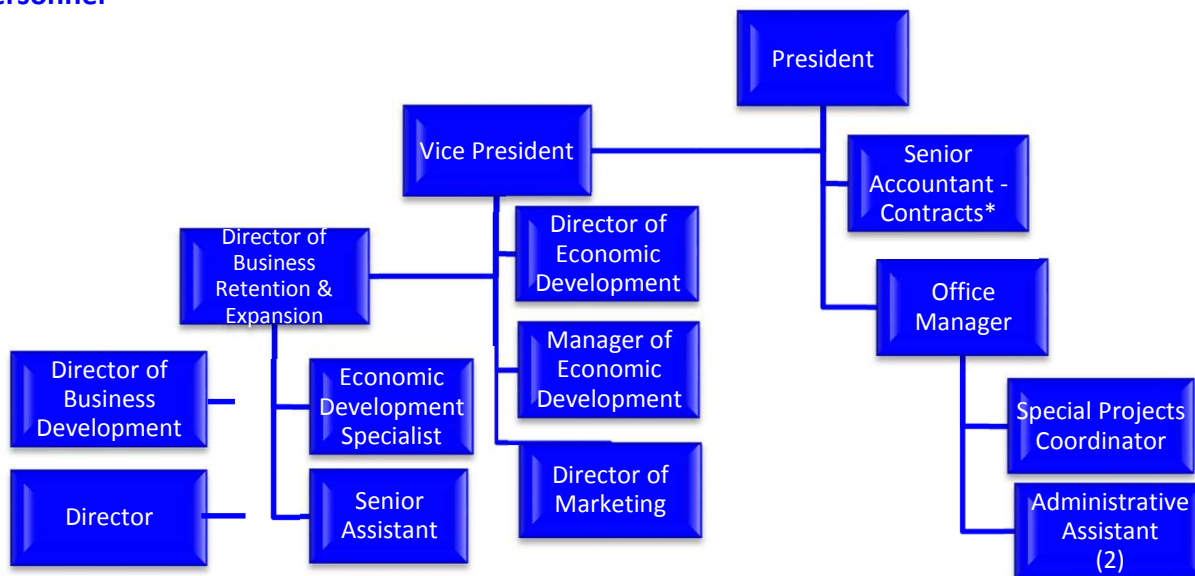 President
Vice President
Senior
Accountant -
Contracts*
Director of
Business
Retention &
Expansion
Director of
Economic
Development
Office
Manager
Manager of
Economic
Development
Director of
Business
Development
Economic
Development
Specialist
Special Projects
Coordinator
Director of
Marketing
Director
Senior
Assistant
Administrative
Assistant
(2)